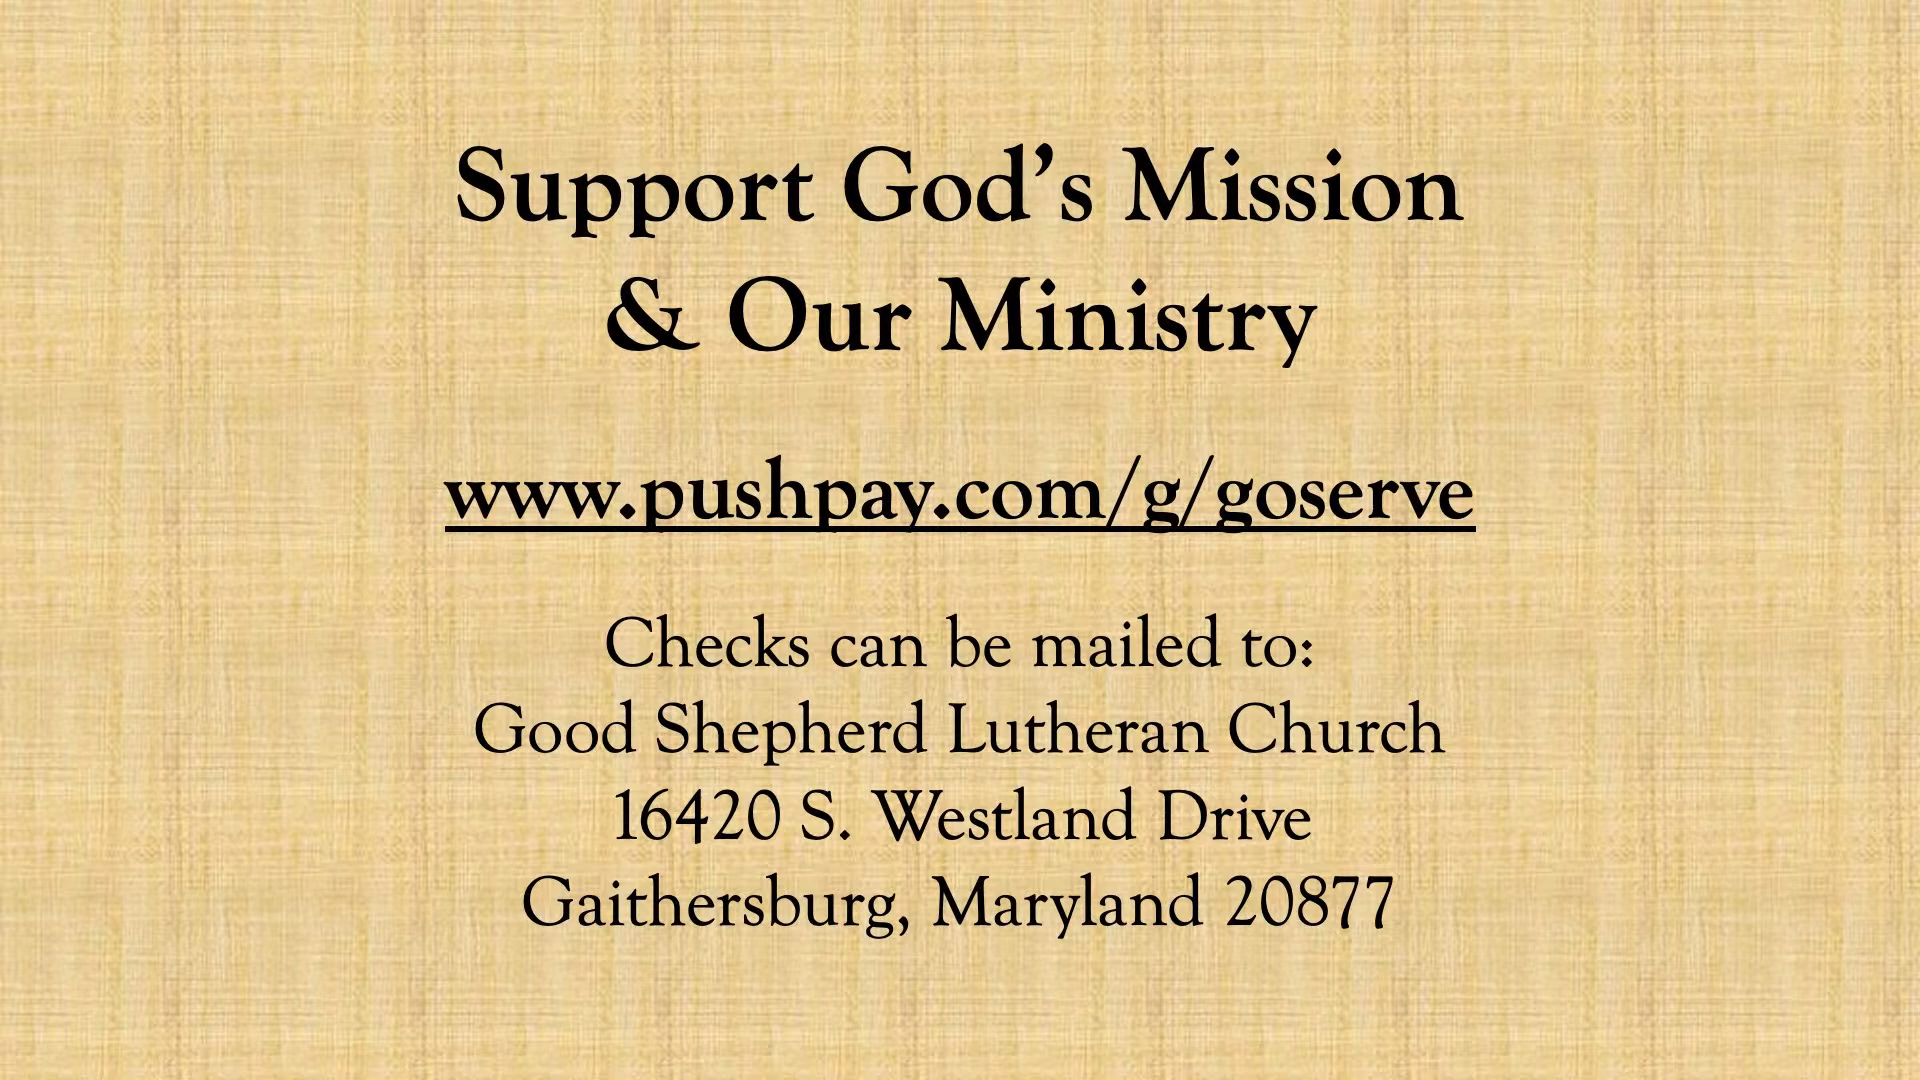 Support God’s Mission
& Our Ministry
www.pushpay.com/g/goserve
Checks can be mailed to:
Good Shepherd Lutheran Church
16420 S. Westland Drive
Gaithersburg, Maryland 20877